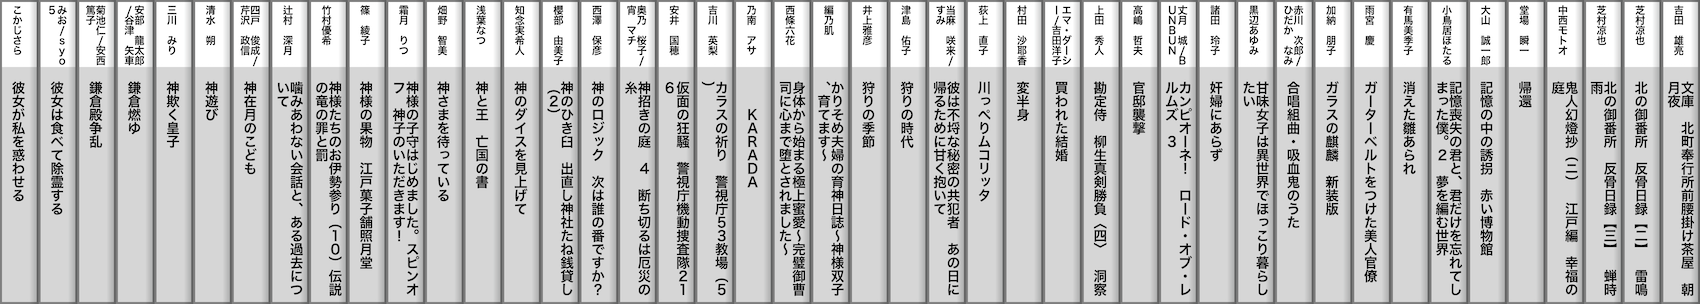 吉田　雄亮
文庫　北町奉行所前腰掛け茶屋　朝
月夜
芝村凉也
北の御番所　反骨日録【二】　雷鳴
芝村凉也
北の御番所　反骨日録【三】　蝉時
雨
中西モトオ
鬼人幻燈抄（二）　江戸編　幸福の
庭
堂場　瞬一
帰還
大山　誠一郎
記憶の中の誘拐　赤い博物館
小鳥居ほたる
記憶喪失の君と、君だけを忘れてし
まった僕。２　夢を編む世界
有馬美季子
消えた雛あられ
雨宮　慶
ガーターベルトをつけた美人官僚
加納　朋子
ガラスの麒麟　新装版
赤川　次郎/
ひだか　なみ
合唱組曲・吸血鬼のうた
黒辺あゆみ
甘味女子は異世界でほっこり暮らし
たい
諸田　玲子
奸婦にあらず
丈月　城/Ｂ
ＵＮＢＵＮ
カンピオーネ！　ロード・オブ・レ
ルムズ　３
高嶋　哲夫
官邸襲撃
上田　秀人
勘定侍　柳生真剣勝負〈四〉　洞察
エマ・ダーシ
ー/吉田洋子
買われた結婚
村田　沙耶香
変半身
荻上　直子
川っぺりムコリッタ
当麻　咲来/
すみ
彼は不埒な秘密の共犯者　あの日に
帰るために甘く抱いて
津島　佑子
狩りの時代
井上雅彦
狩りの季節
編乃肌
かりそめ夫婦の育神日誌～神様双子
、育てます～
西條六花
身体から始まる極上蜜愛～完璧御曹
司に心まで堕とされました～
乃南　アサ
ＫＡＲＡＤＡ
吉川　英梨
カラスの祈り　警視庁５３教場　（５
）
安井　国穂
仮面の狂騒　警視庁機動捜査隊２１
６
奥乃　桜子/
宵　マチ
神招きの庭　４　断ち切るは厄災の
糸
西澤　保彦
神のロジック　次は誰の番ですか？
櫻部　由美子
神のひき臼　出直し神社たね銭貸し
（２）
知念実希人
神のダイスを見上げて
浅葉なつ
神と王　亡国の書
畑野　智美
神さまを待っている
霜月　りつ
神様の子守はじめました。スピンオ
フ　神子のいただきます！
篠　綾子
神様の果物　江戸菓子舗照月堂
竹村優希
神様たちのお伊勢参り（１０）伝説
の竜の罪と罰
辻村　深月
噛みあわない会話と、ある過去につ
いて
四戸　俊成/
芹沢　政信
神在月のこども
清水　朔
神遊び
三川　みり
神欺く皇子
安部　龍太郎
/谷津　矢車
鎌倉燃ゆ
菊池仁/安西
篤子
鎌倉殿争乱
みお/ｓｙｏ
５
彼女は食べて除霊する
こかじさら
彼女が私を惑わせる